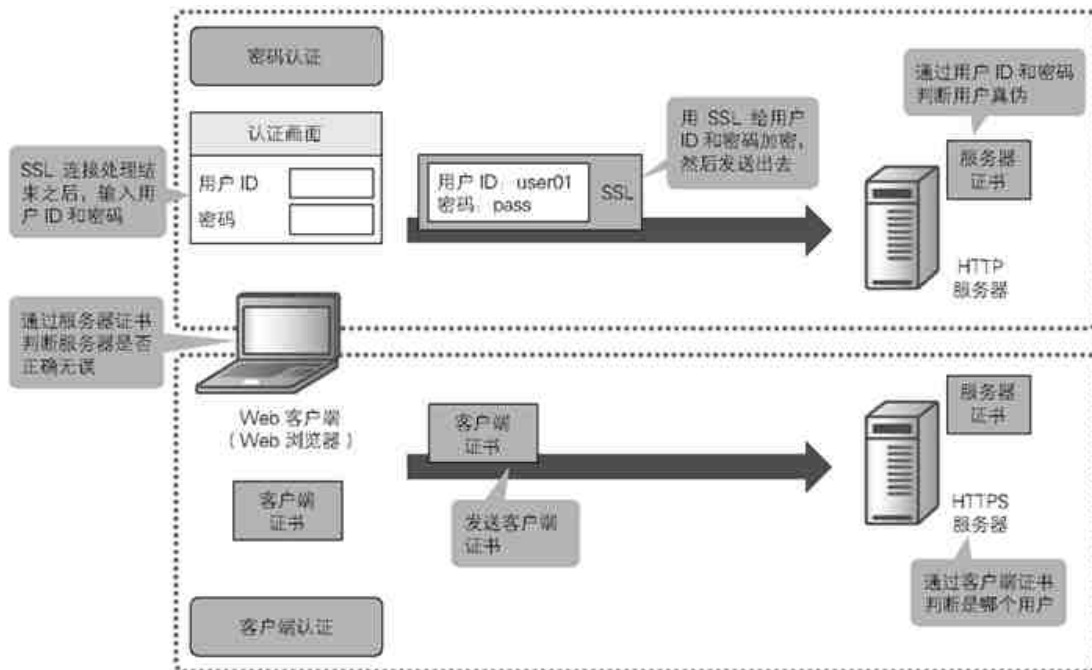 密码认证
通过用户 ID 和密码
判断用户真伪
认证画面
用户 ID
密码
SSL 连接处理结
束之后，输入用
户 ID 和密码
用户 ID：user01
密码：pass
SSL
用 SSL 给用户
ID 和密码加密，
然后发送出去
服务器
证书
HTTP
服务器
通过服务器证书
判断服务器是否
正确无误
Web 客户端
（Web 浏览器）
客户端
证书
客户端
证书
发送客户端
证书
服务器
证书
HTTPS
服务器
通过客户端证书
判断是哪个用户
客户端认证